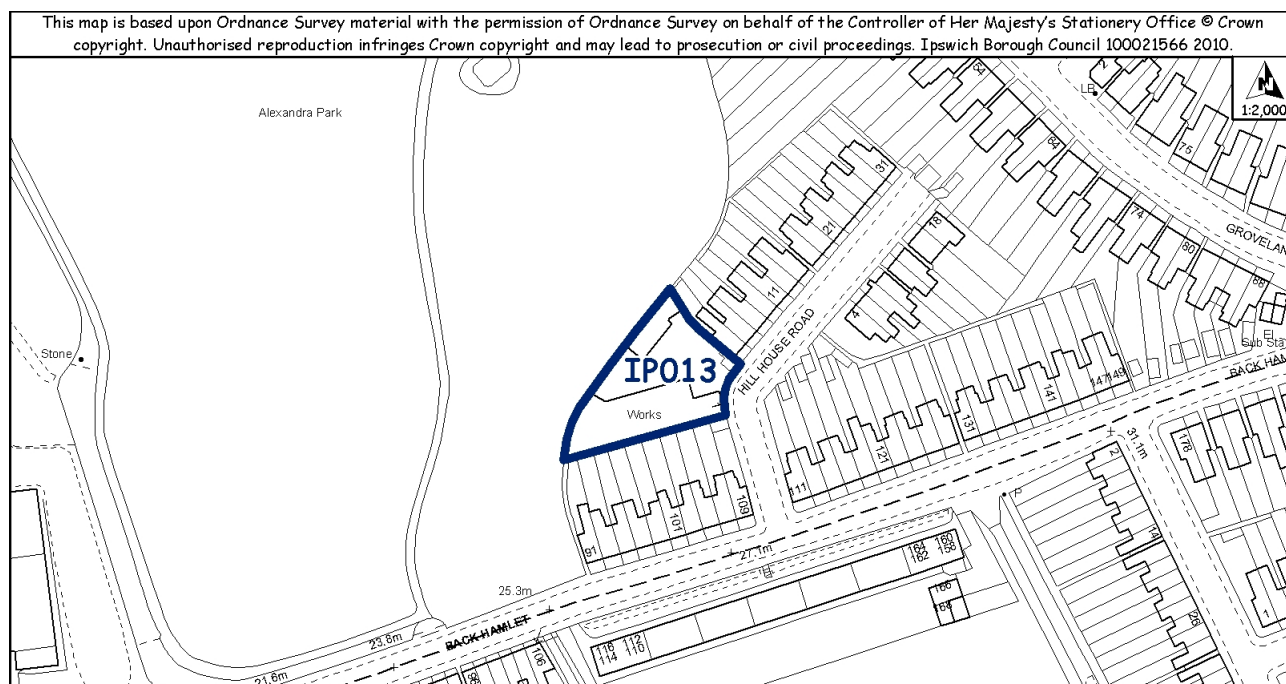 This map is based upon Ordnance Survey material with the permission of Ordnance Survey on behalf of the Controller of Her Majesty's Stationery Office © Crown
copyright. Unauthorised reproduction infringes Crown copyright and may lead to prosecution or civil proceedings. Ipswich Borough Council 100021566 2010.
N
1:2,000
Alexandra Park
54
2
LB
75
64
31
21
18
74
GROVELAN
80
88
11
4
HILL HOUSE ROAD
El
Sub Sta
Stone
IP013
Works
BACK HAM
147 149
141
131
121
111
31.1m
178
2
109
101
91
P
14
27.1m
164 160
162 158
25.3m
166
168
26
1
23.8m
BACK HAMLET
116 112
114 110
106
98
21.6m